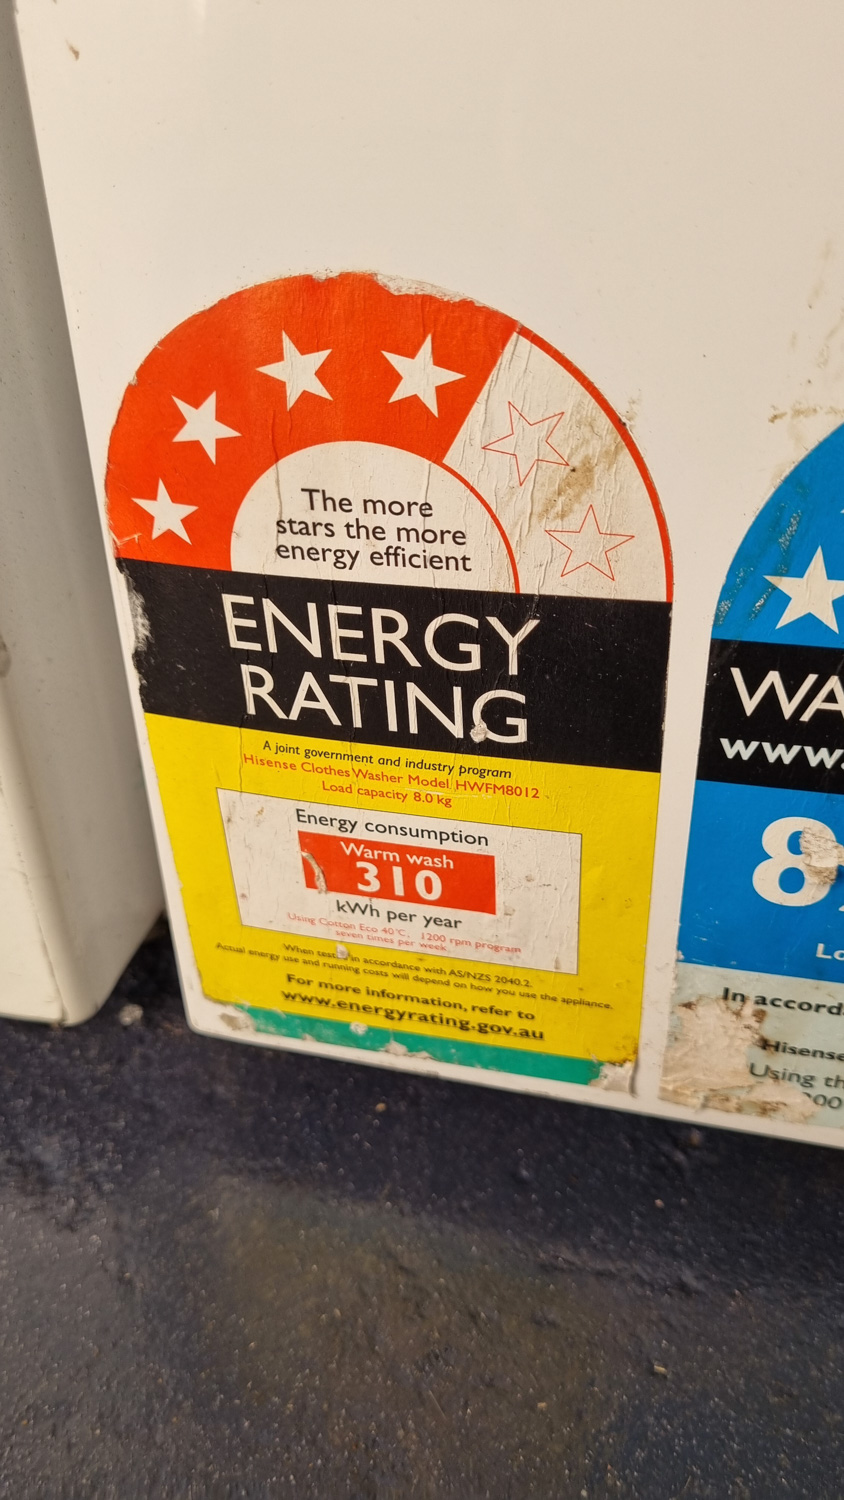 The more
stars the more
energy efficient
ENERGY
RATING
A joint government and industry program
Hisense Clothes Washer Model HWFM8012
Load capacity 8.0 kg
Energy consumption
Warm wash
310
kWh per year
Using Cotton Eco 40°C, 1200 rpm program
seven times per week
When tested in accordance with AS/NZS 2040.2.
Actual energy use and running costs will depend on how you use the appliance.
For more information, refer to
www.energyrating.gov.au
WA
www.
8
Lo
In accord
Hisense
Using th